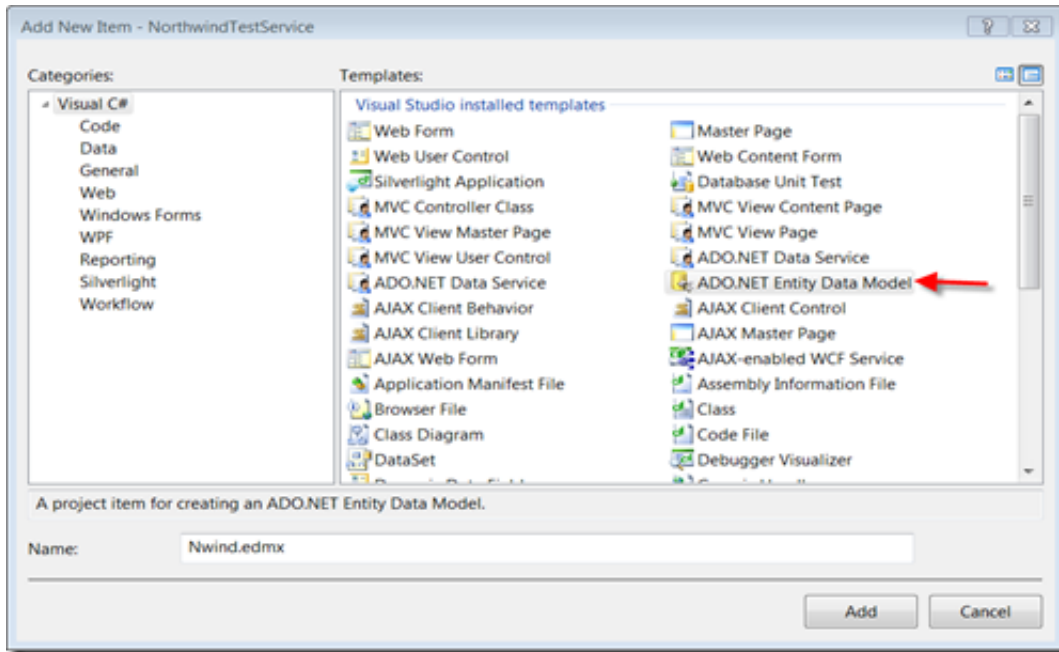 Add New Item - NorthwindTestService
Categories:
Templates:
Visual C#
Code
Data
General
Web
Windows Forms
WPF
Reporting
Silverlight
Workflow
Visual Studio installed templates
Web Form
Master Page
Web User Control
Web Content Form
Silverlight Application
Database Unit Test
MVC Controller Class
MVC View Content Page
MVC View Master Page
MVC View Page
MVC View User Control
ADO.NET Data Service
ADO.NET Data Service
ADO.NET Entity Data Model
AJAX Client Behavior
AJAX Client Control
AJAX Client Library
AJAX Master Page
AJAX Web Form
AJAX-enabled WCF Service
Application Manifest File
Assembly Information File
Browser File
Class
Class Diagram
Code File
DataSet
Debugger Visualizer
A project item for creating an ADO.NET Entity Data Model.
Name:
Nwind.edmx
Add
Cancel